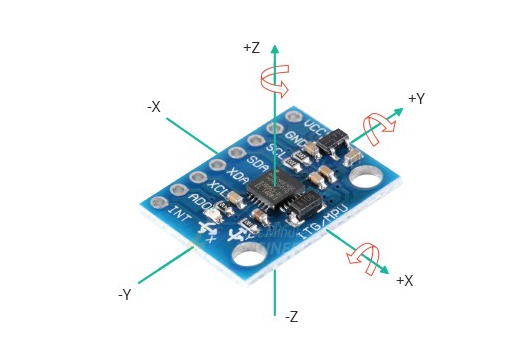 +Z
-X
+Y
VCC
GND
SCL
SDA
XDA
XCL
ADO
INT
ITG/MPU
X
Y
-Y
+X
-Z